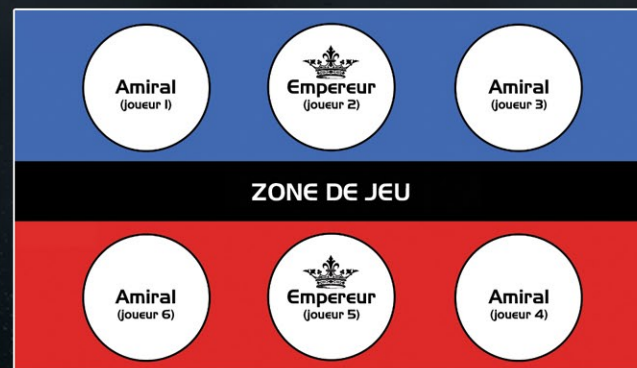 Amiral
(joueur 1)
Empereur
(joueur 2)
Amiral
(joueur 3)
ZONE DE JEU
Amiral
(joueur 6)
Empereur
(joueur 5)
Amiral
(joueur 4)